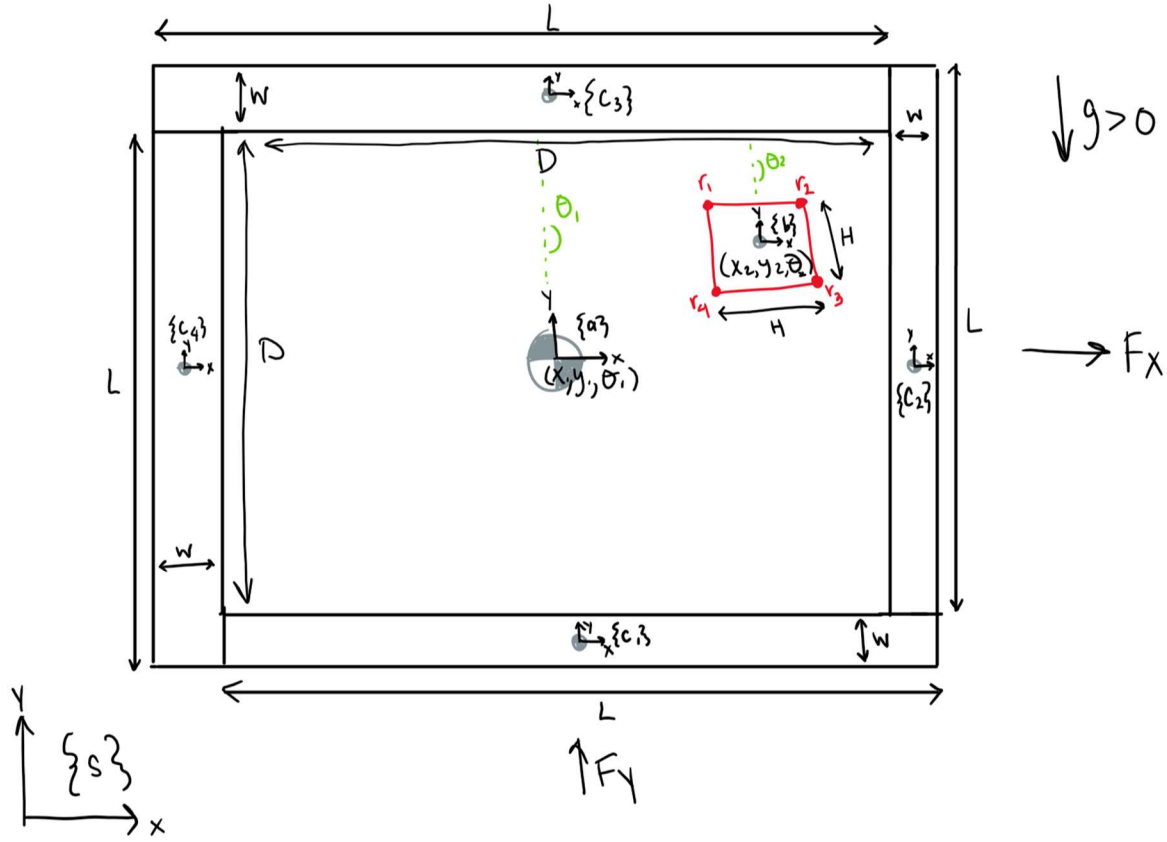 L
W
Y
x {C3}
W
g>0
D
θ2
θ1
r1
r2
Y
{b}
x
H
(x2,y2,θ2)
r4
r3
H
Y
{a}
x
(x1,y1,θ1)
{C4}
Y
x
D
L
Y
x
{C2}
L
Fx
W
Y
x {C1}
W
L
Y
{S}
x
Fy